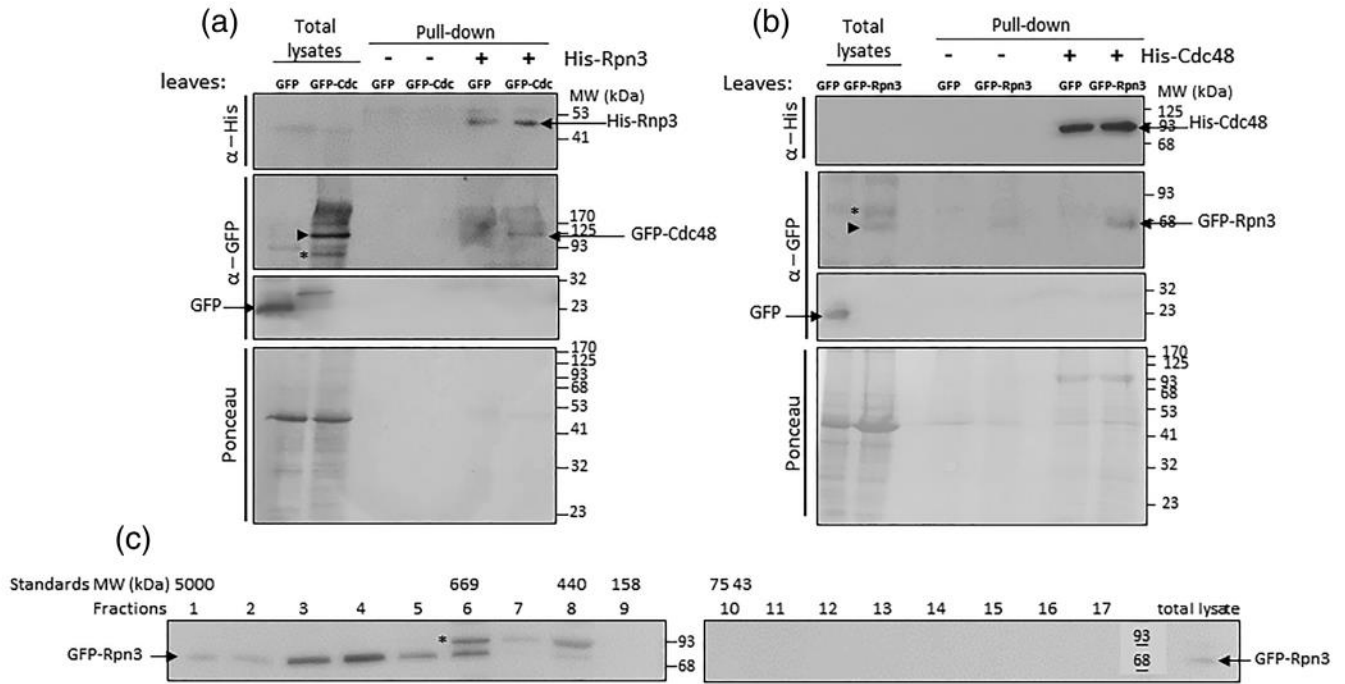 (a)
Total lysates
Pull-down
- - + + His-Rpn3
leaves: GFP GFP-Cdc GFP GFP-Cdc GFP GFP-Cdc MW (kDa)
α-His
53
His-Rnp3
41
α-GFP
170
125
GFP-Cdc48
93
*
32
GFP
23
Ponceau
170
125
93
68
53
41
32
23
(b)
Total lysates
Pull-down
- - + + His-Cdc48
Leaves: GFP GFP-Rpn3 GFP GFP-Rpn3 GFP GFP-Rpn3 MW (kDa)
α-His
125
93
His-Cdc48
68
α-GFP
93
*
68
GFP-Rpn3
32
GFP
23
Ponceau
170
125
93
68
53
41
32
23
(c)
Standards MW (kDa) 5000 669 440 158 75 43
Fractions 1 2 3 4 5 6 7 8 9 10 11 12 13 14 15 16 17 total lysate
* 93 93
GFP-Rpn3 68 68 GFP-Rpn3